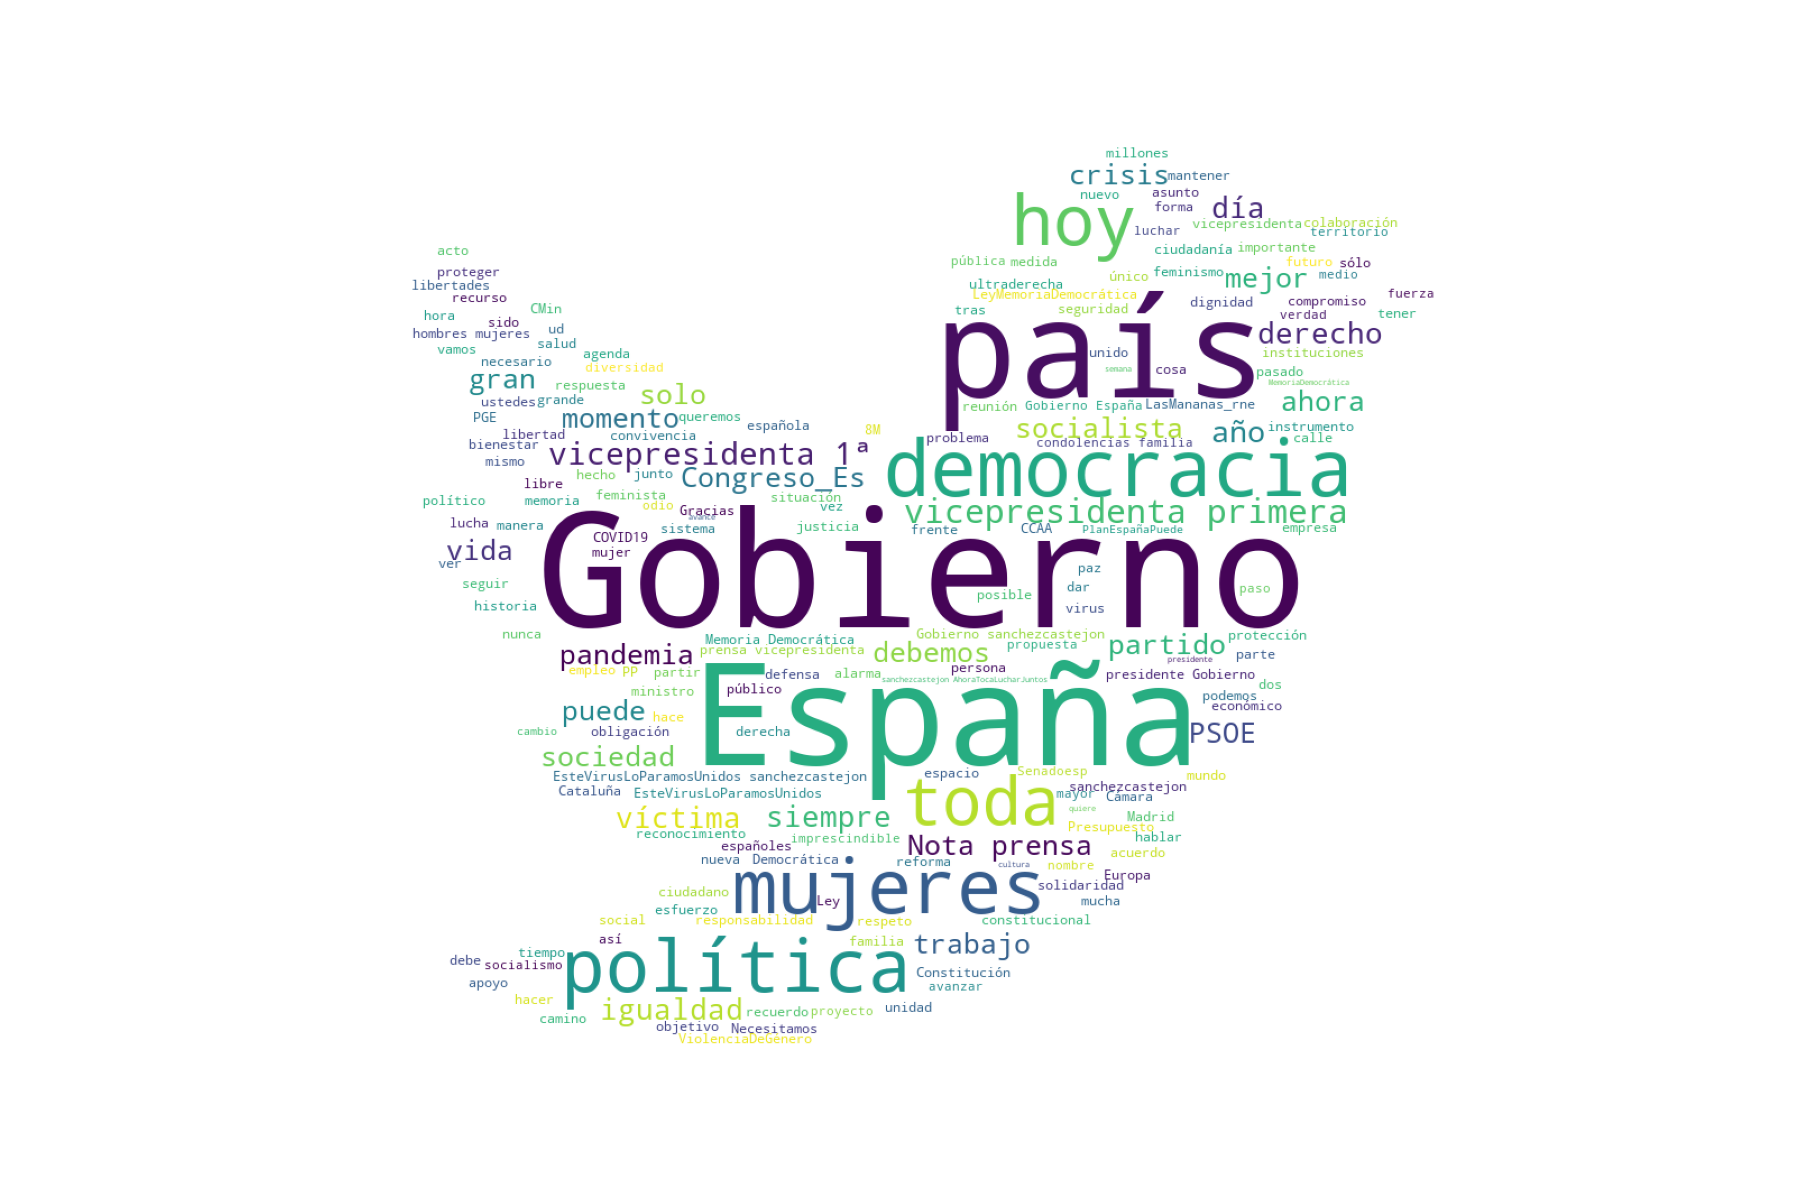 millones
crisis mantener
nuevo asunto
hoy forma día
vicepresidenta colaboración
luchar territorio
acto ciudadanía importante
pública medida futuro sólo
proteger único feminismo medio
libertades ultraderecha mejor
recurso LeyMemoriaDemocrática dignidad compromiso fuerza
CMin tras seguridad verdad tener
hora sido
hombres mujeres ud país derecho
vamos salud agenda unido instituciones
necesario diversidad semana cosa pasado
gran respuesta solo MemoriaDemocrática
ustedes grande reunión Gobierno España LasMananas_rne ahora
PGE momento queremos
libertad convivencia española 8M socialista año instrumento
bienestar problema condolencias familia calle
mismo vicepresidenta 1ª
hecho junto Congreso_Es democracia
libre
político memoria feminista situación
odio Gracias vez vicepresidenta primera
lucha manera avance
sistema justicia frente CCAA PlanEspañaPuede empresa
COVID19
vida mujer
ver Gobierno paz
seguir dar paso
historia posible virus
nunca Memoria Democrática Gobierno sanchezcastejon protección
pandemia prensa vicepresidenta debemos propuesta partido parte
empleo PP partir defensa alarma persona presidente
sanchezcastejon AhoraTocaLucharJuntos presidente Gobierno dos
ministro público España podemos
puede hace económico
cambio obligación derecha PSOE
sociedad
EsteVirusLoParamosUnidos sanchezcastejon espacio Senadoesp mundo
Cataluña EsteVirusLoParamosUnidos toda mayor sanchezcastejon
Cámara
víctima siempre quiere Madrid
reconocimiento imprescindible Presupuesto hablar
españoles Nota prensa acuerdo
nueva Democrática reforma cultura nombre Europa
ciudadano mujeres solidaridad
esfuerzo Ley mucha
social responsabilidad respeto constitucional
así familia trabajo
debe tiempo
socialismo política Constitución
apoyo avanzar
hacer igualdad recuerdo proyecto unidad
camino objetivo Necesitamos
ViolenciaDeGénero